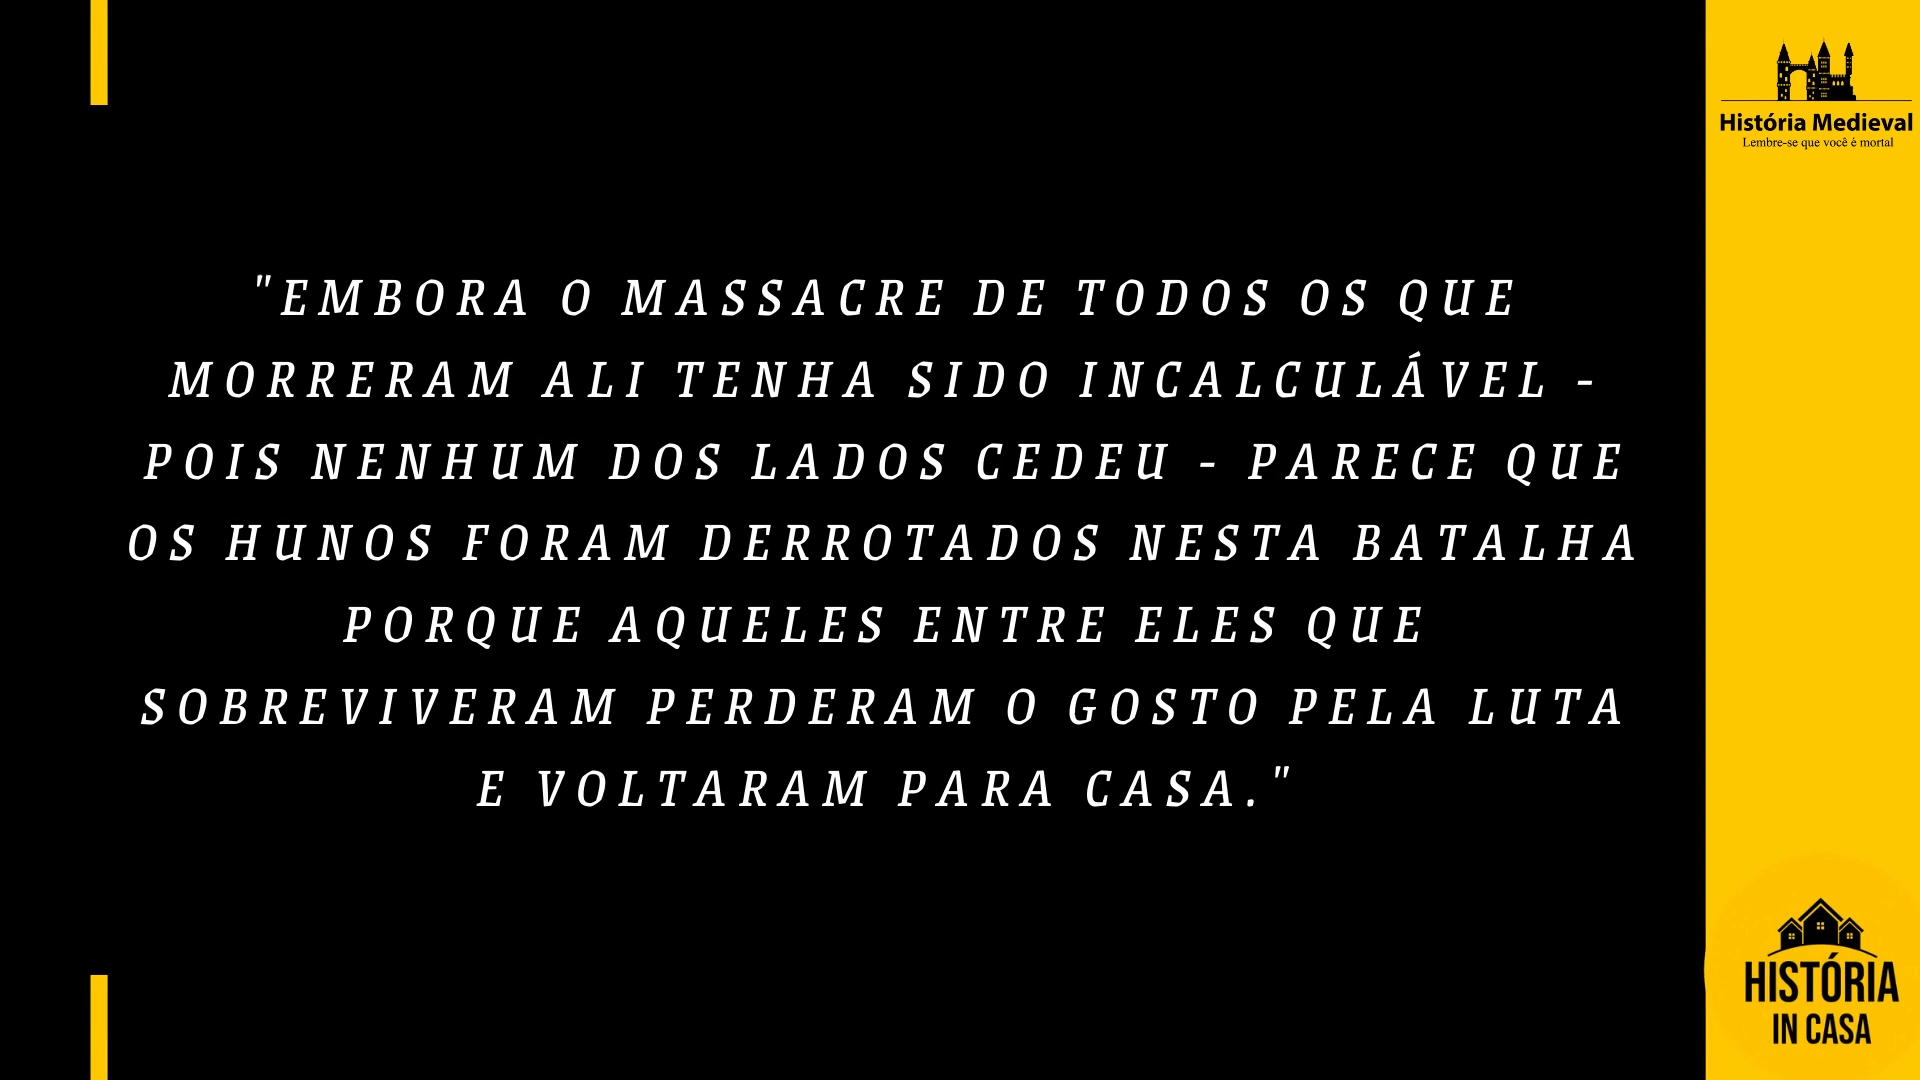 História Medieval
Lembre-se que você é mortal
"EMBORA O MASSACRE DE TODOS OS QUE
MORRERAM ALI TENHA SIDO INCALCULÁVEL -
POIS NENHUM DOS LADOS CEDEU - PARECE QUE
OS HUNOS FORAM DERROTADOS NESTA BATALHA
PORQUE AQUELES ENTRE ELES QUE
SOBREVIVERAM PERDERAM O GOSTO PELA LUTA
E VOLTARAM PARA CASA."
HISTÓRIA
IN CASA